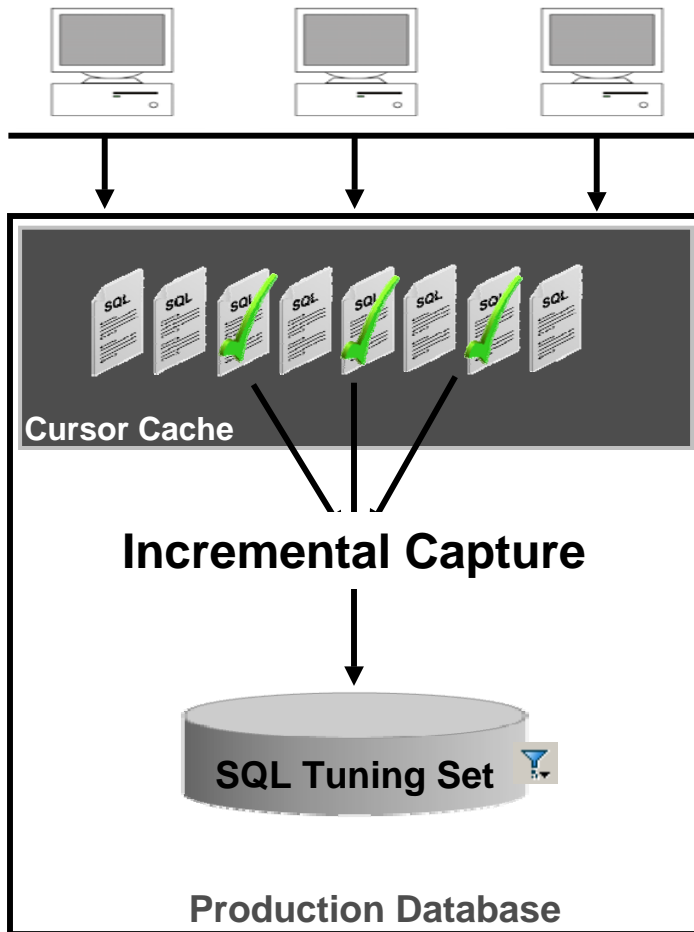 SQL SQL SQL SQL SQL SQL SQL SQL
Cursor Cache
Incremental Capture
SQL Tuning Set
Production Database